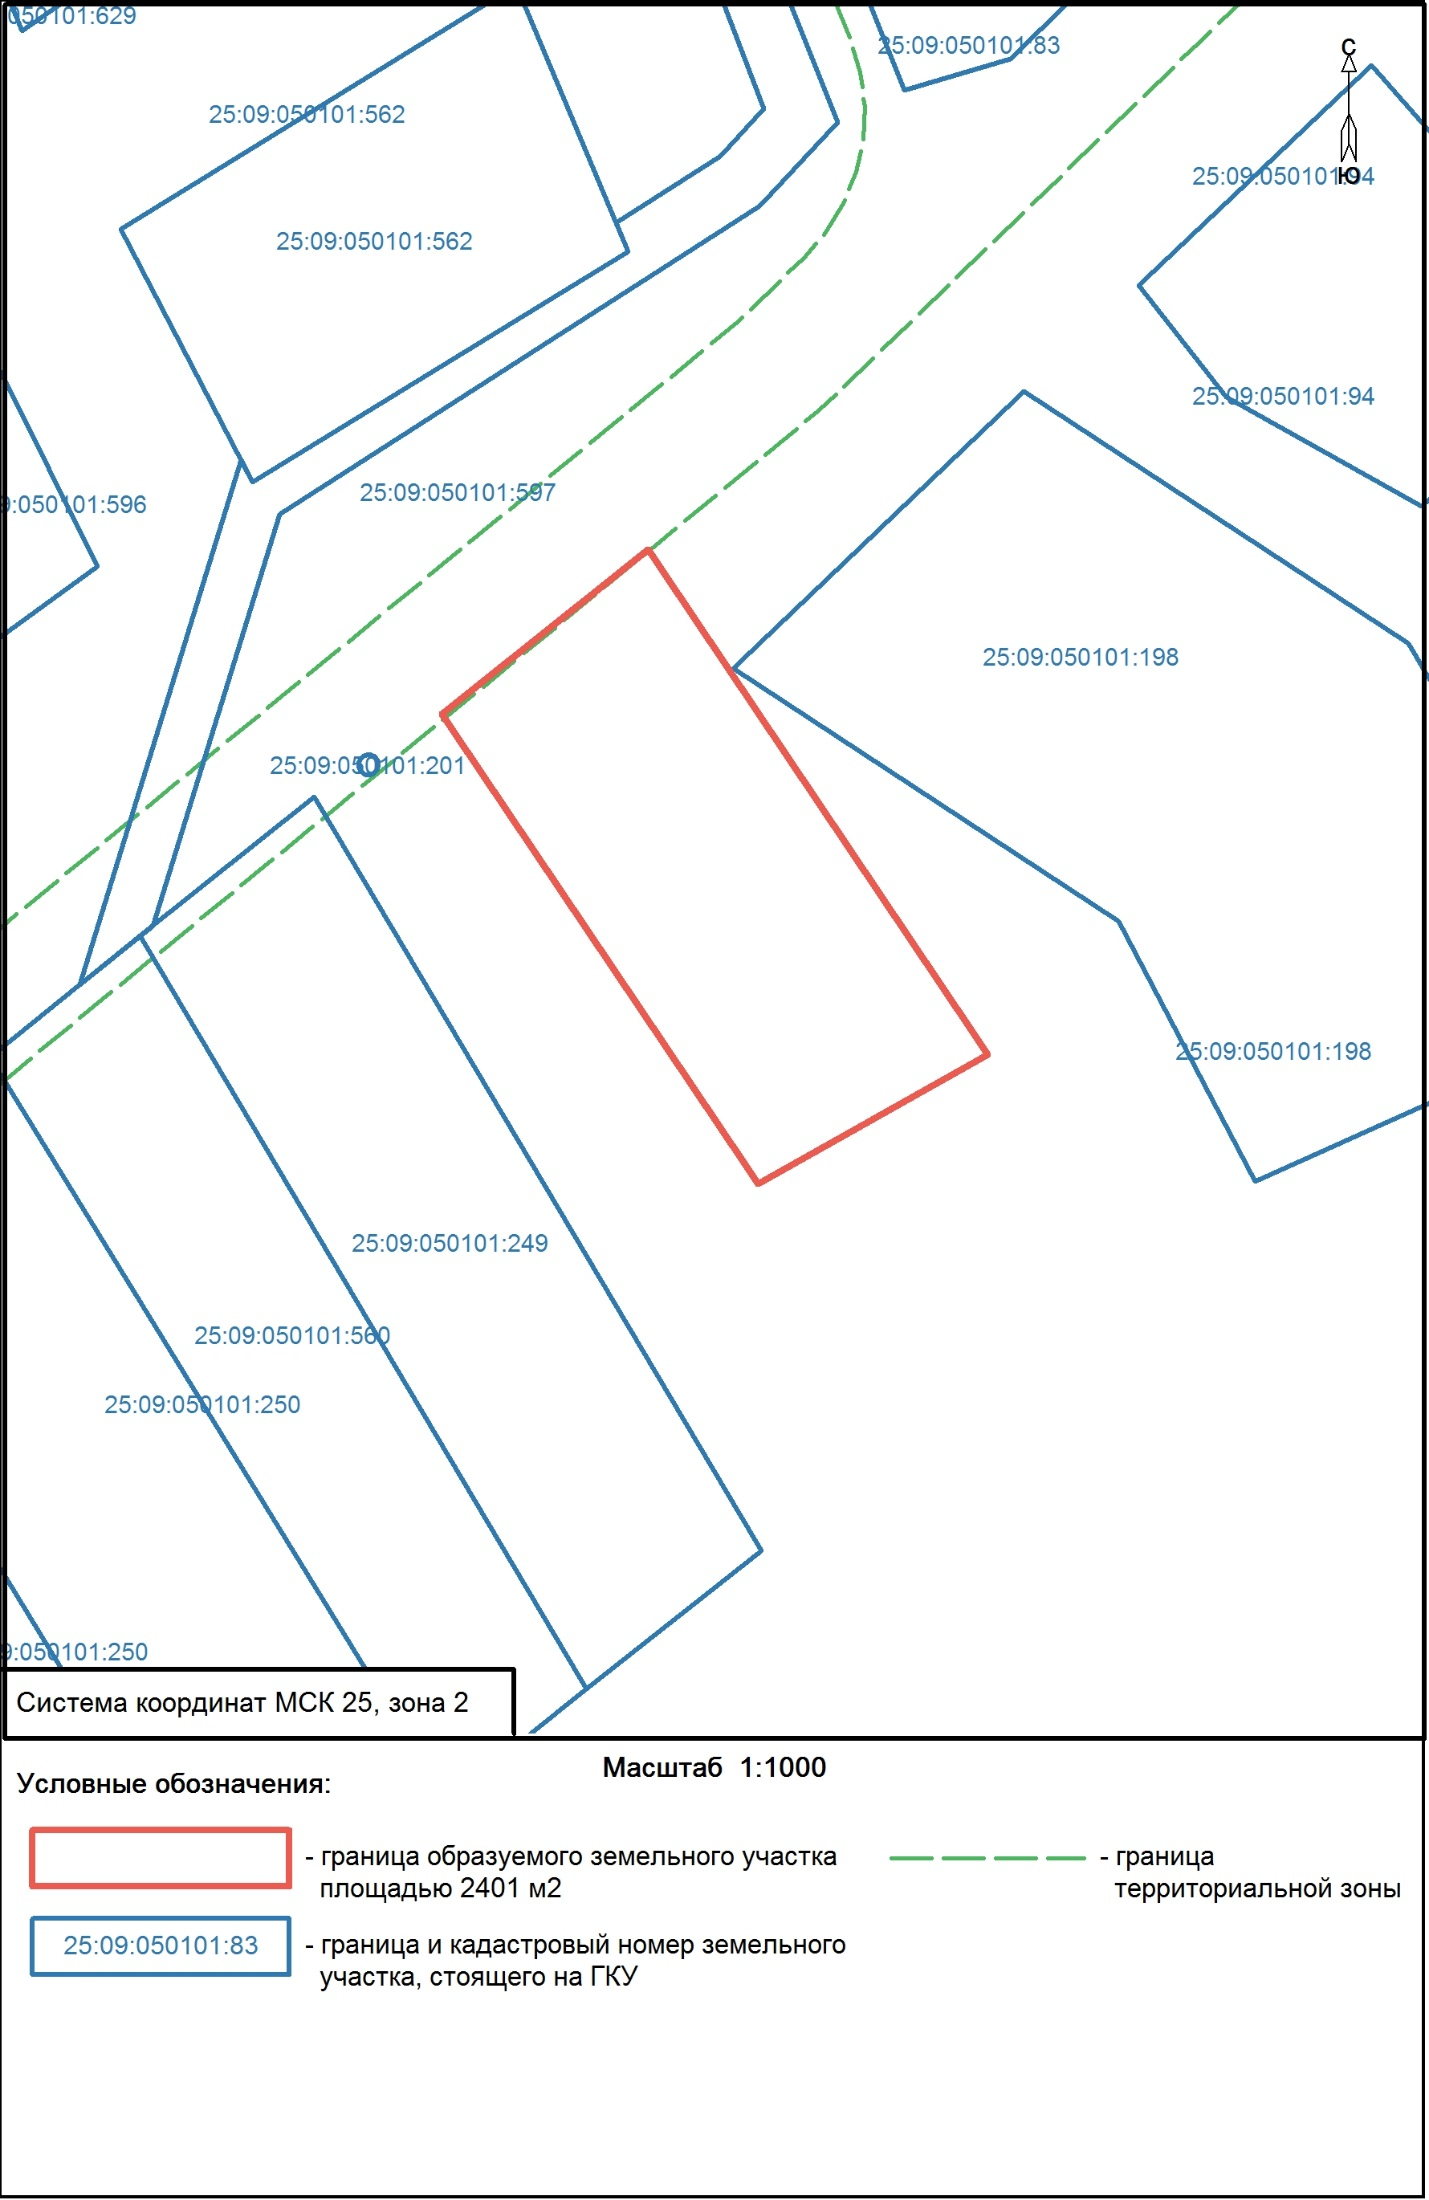 050101:629
25:09:050101:83
С
25:09:050101:562
25:09:050101:94
Ю
25:09:050101:562
25:09:050101:94
25:09:050101:597
9:050101:596
25:09:050101:198
25:09:050101:201
25:09:050101:198
25:09:050101:249
25:09:050101:560
25:09:050101:250
9:050101:250
Система координат МСК 25, зона 2
Масштаб 1:1000
Условные обозначения:
- граница образуемого земельного участка
площадью 2401 м2
- граница
территориальной зоны
25:09:050101:83
- граница и кадастровый номер земельного
участка, стоящего на ГКУ